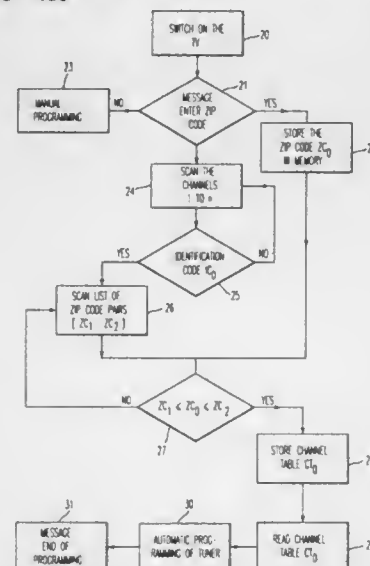 SWITCH ON THE
TV
20
23
21
MANUAL
PROGRAMMING
NO
MESSAGE
ENTER ZIP
CODE
YES
STORE THE
ZIP CODE ZC0
IN MEMORY
24
SCAN THE
CHANNELS
1 TO n
YES
IDENTIFICATION
CODE IC0
NO
25
SCAN LIST OF
ZIP CODE PAIRS
[ ZC1 ZC2 ]
26
NO
ZC1 ≤ ZC0 ≤ ZC2
YES
27
STORE CHANNEL
TABLE CT0
31
30
MESSAGE
END OF
PROGRAMMING
AUTOMATIC PROG-
RAMMING OF TUNER
READ CHANNEL
TABLE CT0